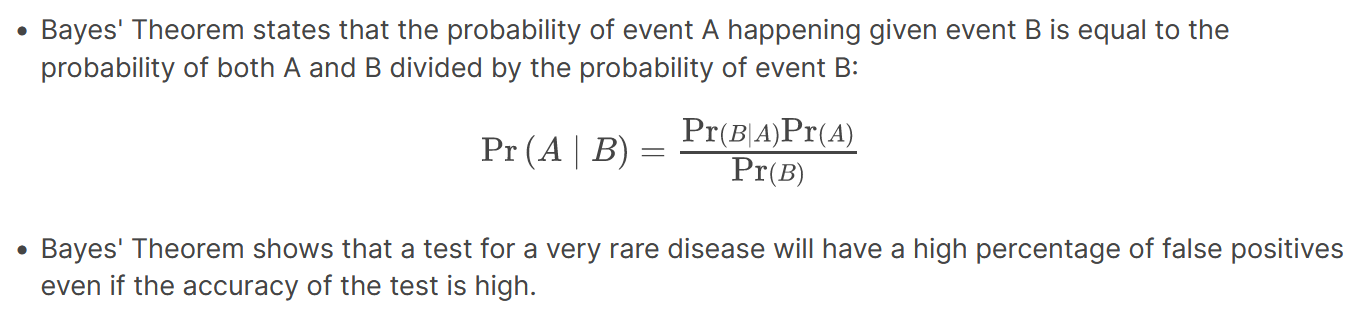 • Bayes' Theorem states that the probability of event A happening given event B is equal to the
probability of both A and B divided by the probability of event B:
Pr (A | B) = Pr(B|A)Pr(A) / Pr(B)
• Bayes' Theorem shows that a test for a very rare disease will have a high percentage of false positives
even if the accuracy of the test is high.